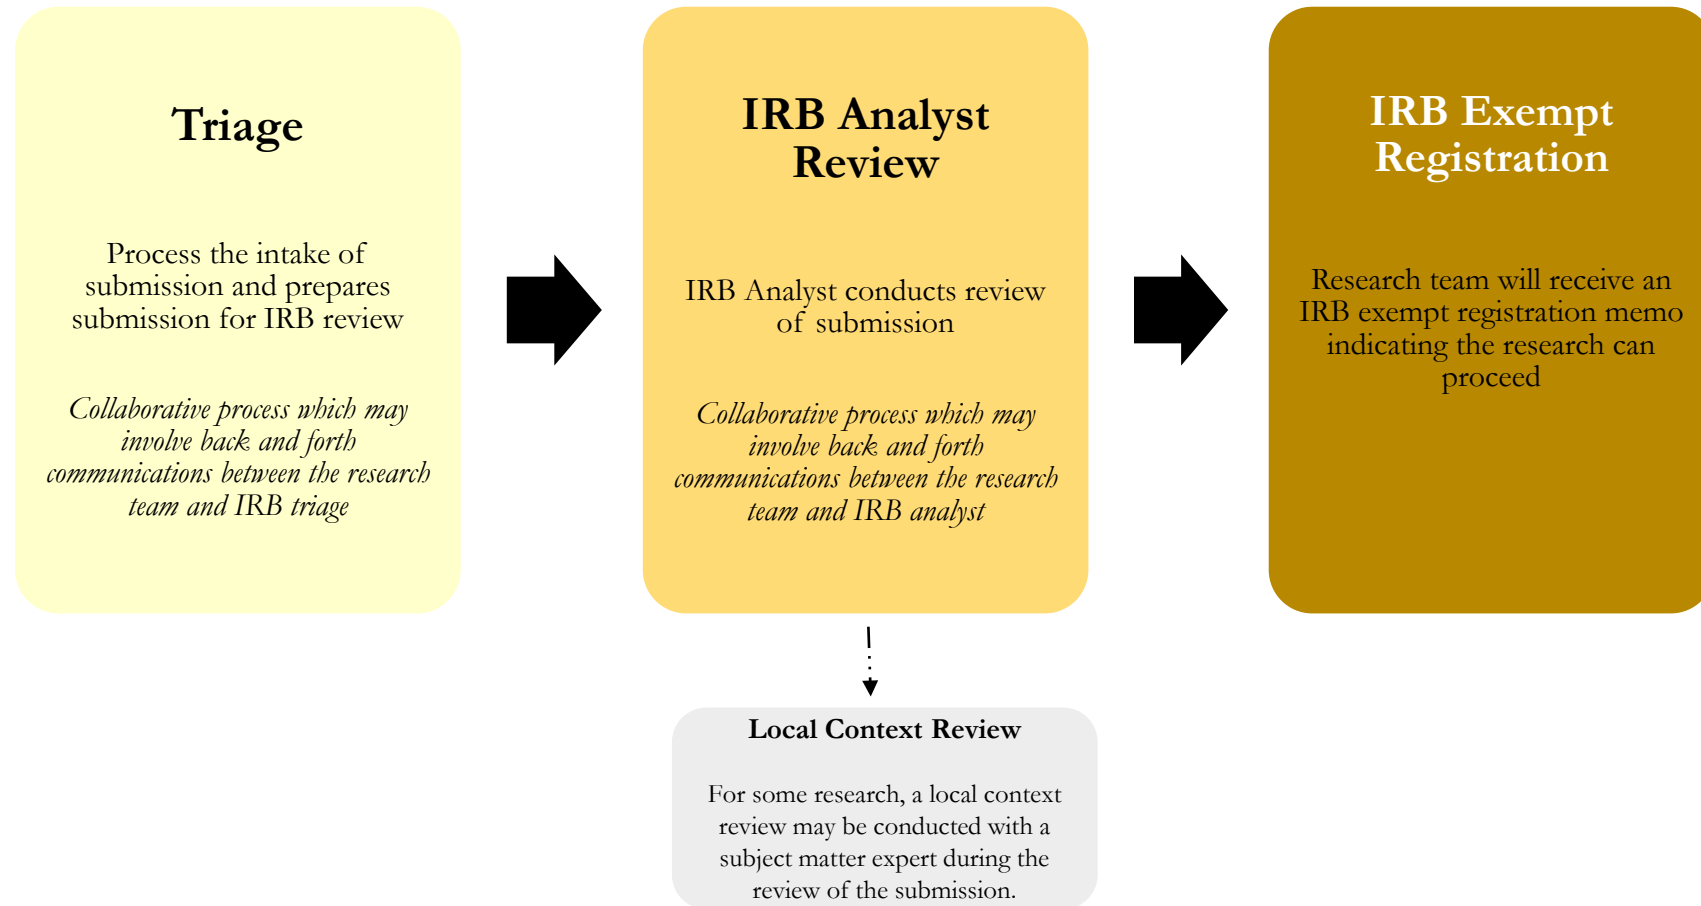 Triage
Process the intake of
submission and prepares
submission for IRB review
Collaborative process which may
involve back and forth
communications between the research
team and IRB triage
IRB Analyst
Review
IRB Analyst conducts review
of submission
Collaborative process which may
involve back and forth
communications between the research
team and IRB analyst
IRB Exempt
Registration
Research team will receive an
IRB exempt registration memo
indicating the research can
proceed
Local Context Review
For some research, a local context
review may be conducted with a
subject matter expert during the
review of the submission.